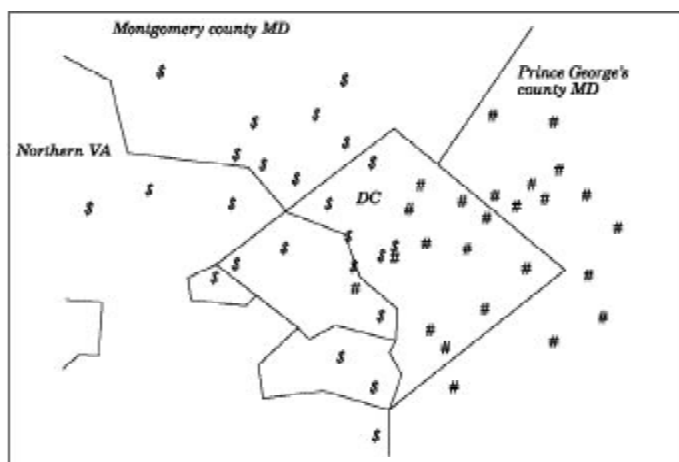 Montgomery county MD
Prince George's
county MD
Northern VA
DC